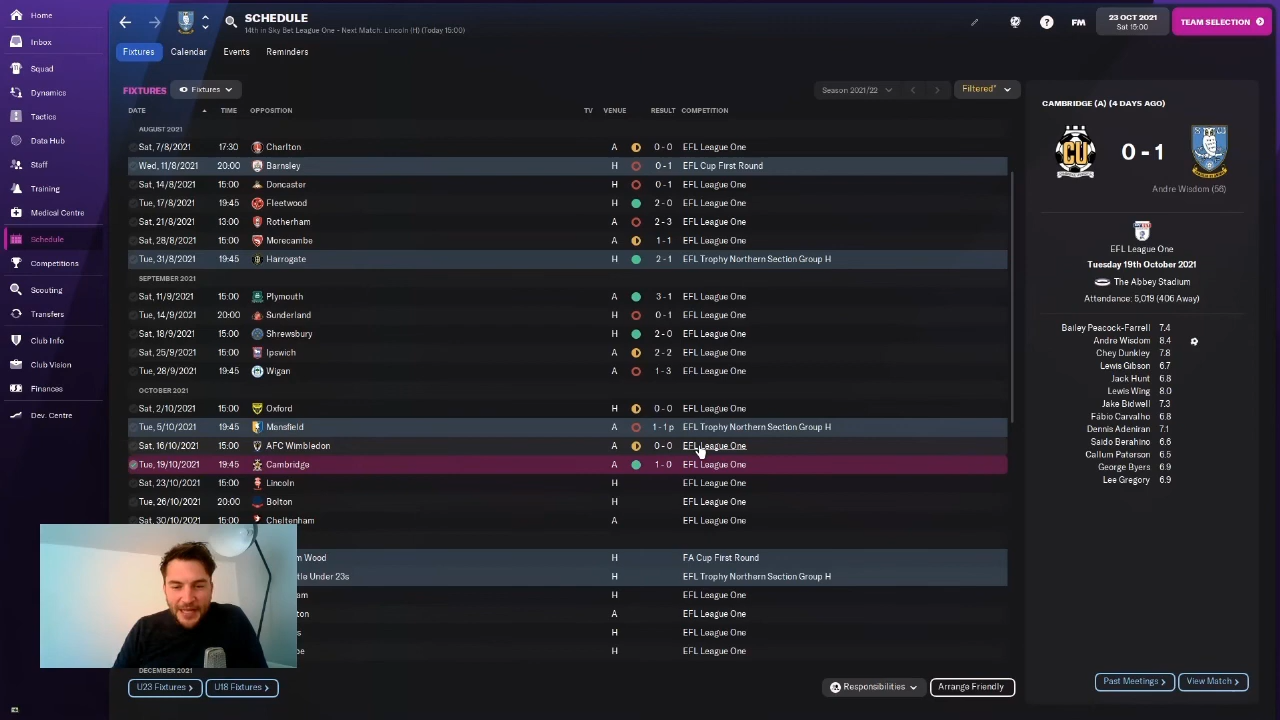 Home
Inbox
Squad
Dynamics
Tactics
Data Hub
Staff
Training
Medical Centre
Schedule
Competitions
Scouting
Transfers
Club Info
Club Vision
Finances
Dev. Centre
SCHEDULE
14th in Sky Bet League One - Next Match: Lincoln (H) (Today 15:00)
FM
23 OCT 2021
Sat 15:00
TEAM SELECTION
Fixtures Calendar Events Reminders
FIXTURES Fixtures Season 2021/22 Filtered*
DATE TIME OPPOSITION TV VENUE RESULT COMPETITION
AUGUST 2021
Sat, 7/8/2021 17:30 Charlton A 0 - 0 EFL League One
Wed, 11/8/2021 20:00 Barnsley H 0 - 1 EFL Cup First Round
Sat, 14/8/2021 15:00 Doncaster H 0 - 1 EFL League One
Tue, 17/8/2021 19:45 Fleetwood H 2 - 0 EFL League One
Sat, 21/8/2021 13:00 Rotherham A 2 - 3 EFL League One
Sat, 28/8/2021 15:00 Morecambe A 1 - 1 EFL League One
Tue, 31/8/2021 19:45 Harrogate H 2 - 1 EFL Trophy Northern Section Group H
SEPTEMBER 2021
Sat, 11/9/2021 15:00 Plymouth A 3 - 1 EFL League One
Tue, 14/9/2021 20:00 Sunderland H 0 - 1 EFL League One
Sat, 18/9/2021 15:00 Shrewsbury H 2 - 0 EFL League One
Sat, 25/9/2021 15:00 Ipswich A 2 - 2 EFL League One
Tue, 28/9/2021 19:45 Wigan A 1 - 3 EFL League One
OCTOBER 2021
Sat, 2/10/2021 15:00 Oxford H 0 - 0 EFL League One
Tue, 5/10/2021 19:45 Mansfield A 1 - 1 p EFL Trophy Northern Section Group H
Sat, 16/10/2021 15:00 AFC Wimbledon A 0 - 0 EFL League One
Tue, 19/10/2021 19:45 Cambridge A 1 - 0 EFL League One
Sat, 23/10/2021 15:00 Lincoln H EFL League One
Tue, 26/10/2021 20:00 Bolton H EFL League One
Sat, 30/10/2021 15:00 Cheltenham A EFL League One
m Wood H FA Cup First Round
tle Under 23s H EFL Trophy Northern Section Group H
am H EFL League One
ton A EFL League One
s H EFL League One
be H EFL League One
DECEMBER 2021
U23 Fixtures > U18 Fixtures > Responsibilities Arrange Friendly
CAMBRIDGE (A) (4 DAYS AGO)
CU 0 - 1
Andre Wisdom (56)
EFL League One
Tuesday 19th October 2021
The Abbey Stadium
Attendance: 5,019 (406 Away)
Bailey Peacock-Farrell 7.4
Andre Wisdom 8.4
Chey Dunkley 7.8
Lewis Gibson 6.7
Jack Hunt 6.8
Lewis Wing 8.0
Jake Bidwell 7.3
Fábio Carvalho 6.8
Dennis Adeniran 7.1
Saido Berahino 6.6
Callum Paterson 6.5
George Byers 6.9
Lee Gregory 6.9
Past Meetings > View Match >